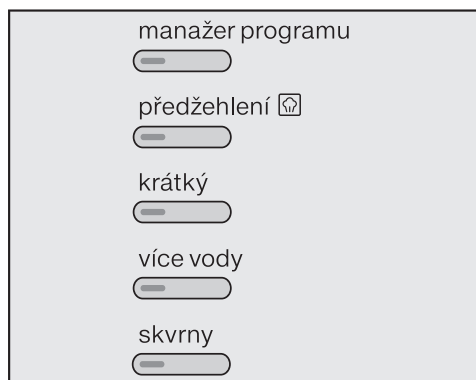 manažer programu
předžehlení
krátký
více vody
skvrny